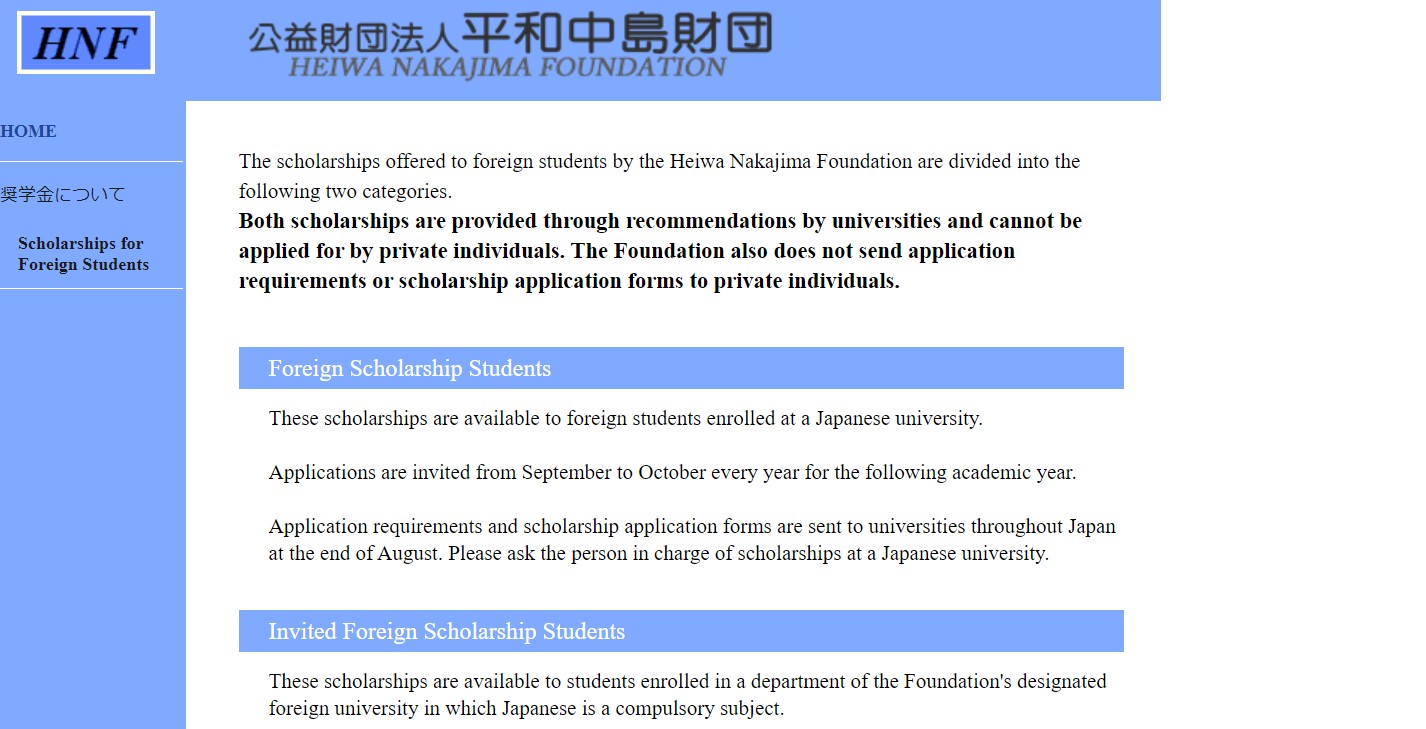 HNF
公益財団法人平和中島財団
HEIWA NAKAJIMA FOUNDATION
HOME
奨学金について
Scholarships for
Foreign Students
The scholarships offered to foreign students by the Heiwa Nakajima Foundation are divided into the
following two categories.
Both scholarships are provided through recommendations by universities and cannot be
applied for by private individuals. The Foundation also does not send application
requirements or scholarship application forms to private individuals.
Foreign Scholarship Students
These scholarships are available to foreign students enrolled at a Japanese university.
Applications are invited from September to October every year for the following academic year.
Application requirements and scholarship application forms are sent to universities throughout Japan
at the end of August. Please ask the person in charge of scholarships at a Japanese university.
Invited Foreign Scholarship Students
These scholarships are available to students enrolled in a department of the Foundation's designated
foreign university in which Japanese is a compulsory subject.